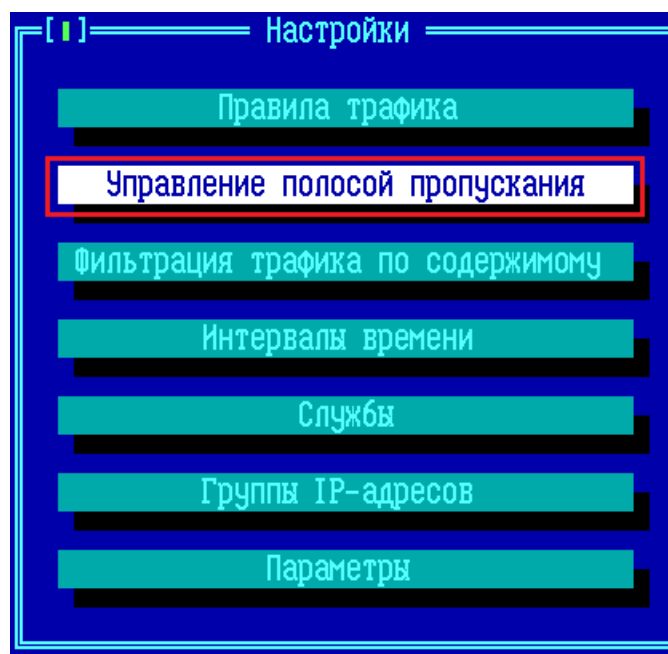 Настройки
Правила трафика
Управление полосой пропускания
Фильтрация трафика по содержимому
Интервалы времени
Службы
Группы IP-адресов
Параметры